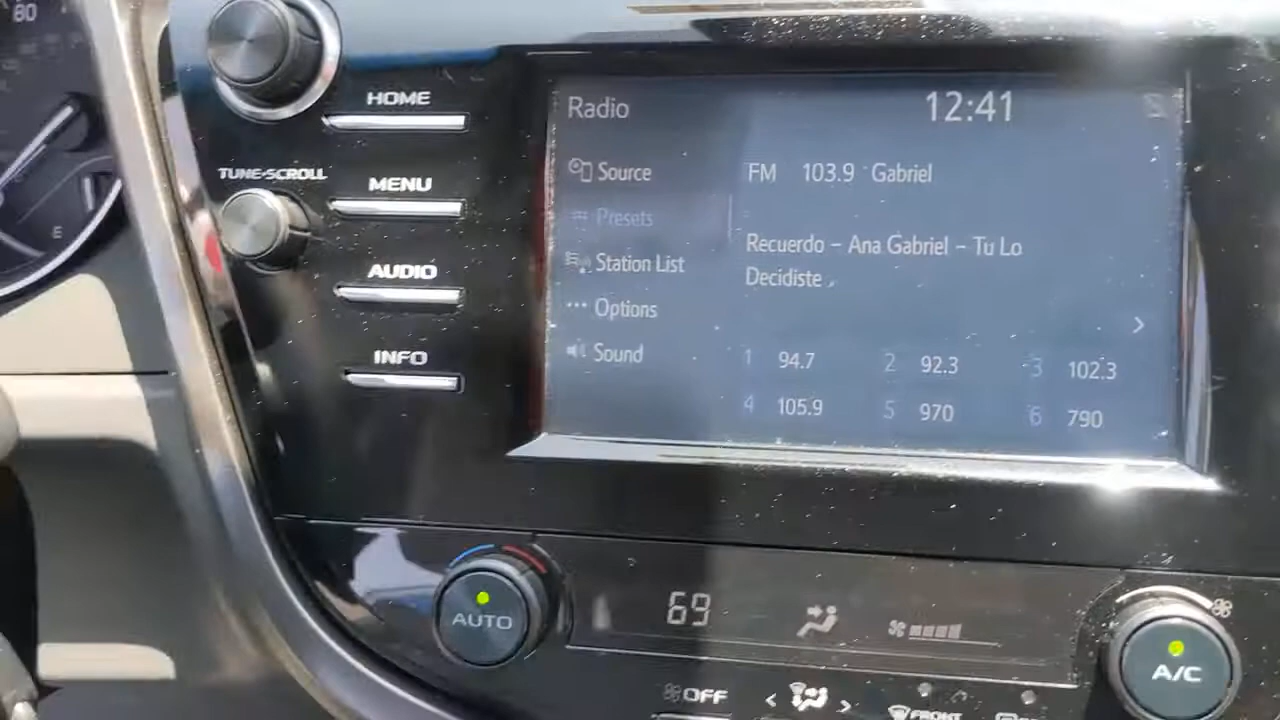 80
HOME
TUNE·SCROLL
MENU
AUDIO
INFO
E
Radio
12:41
Source
FM 103.9 Gabriel
Presets
Recuerdo - Ana Gabriel - Tu Lo
Decidiste
Station List
Options
Sound
1 94.7 2 92.3 3 102.3
4 105.9 5 970 6 790
AUTO
69
A/C
OFF
< >
FRONT